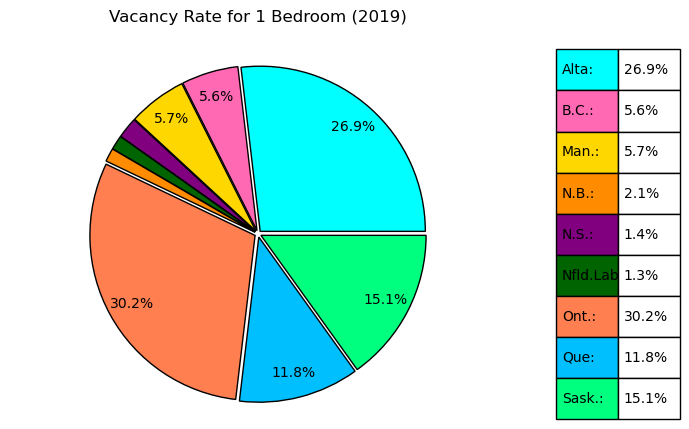 Vacancy Rate for 1 Bedroom (2019)
26.9%
5.6%
5.7%
30.2%
11.8%
15.1%
Alta: 26.9%
B.C.: 5.6%
Man.: 5.7%
N.B.: 2.1%
N.S.: 1.4%
Nfld.Lab 1.3%
Ont.: 30.2%
Que: 11.8%
Sask.: 15.1%